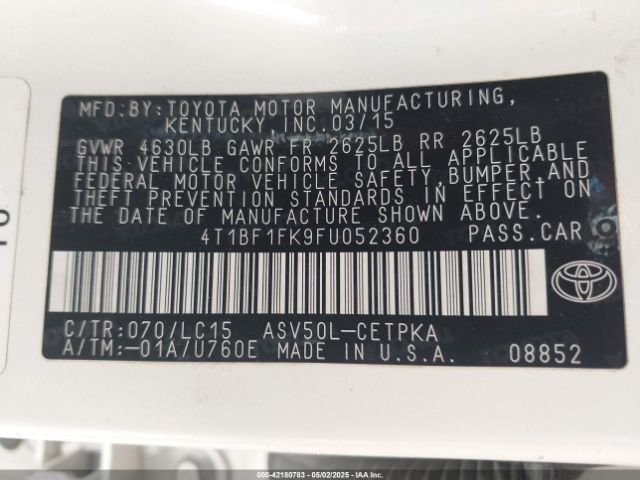 MFD. BY: TOYOTA MOTOR MANUFACTURING,
KENTUCKY, INC. 03/15
GVWR 4630LB GAWR FR 2625LB RR 2625LB
THIS VEHICLE CONFORMS TO ALL APPLICABLE
FEDERAL MOTOR VEHICLE SAFETY, BUMPER, AND
THEFT PREVENTION STANDARDS IN EFFECT ON
THE DATE OF MANUFACTURE SHOWN ABOVE.
4T1BF1FK9FU052360 PASS. CAR
C/TR: 070/LC15 ASV50L-CETPKA
A/TM: -01A/U760E MADE IN U.S.A. 08852
000-42180783 - 05/02/2025 - IAAI, Inc.